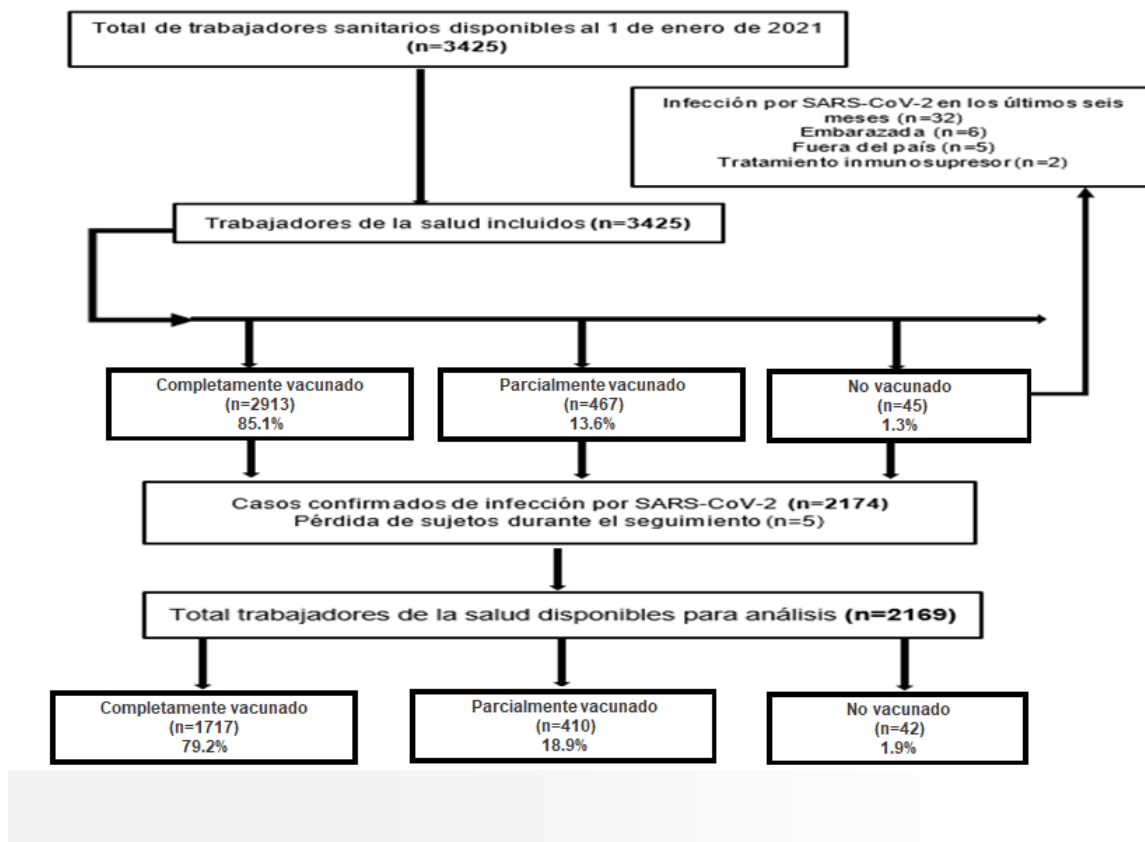 Total de trabajadores sanitarios disponibles al 1 de enero de 2021
(n=3425)
Infección por SARS-CoV-2 en los últimos seis
meses (n=32)
Embarazada (n=6)
Fuera del país (n=5)
Tratamiento inmunosupresor (n=2)
Trabajadores de la salud incluidos (n=3425)
Completamente vacunado
(n=2913)
85.1%
Parcialmente vacunado
(n=467)
13.6%
No vacunado
(n=45)
1.3%
Casos confirmados de infección por SARS-CoV-2 (n=2174)
Pérdida de sujetos durante el seguimiento (n=5)
Total trabajadores de la salud disponibles para análisis (n=2169)
Completamente vacunado
(n=1717)
79.2%
Parcialmente vacunado
(n=410)
18.9%
No vacunado
(n=42)
1.9%